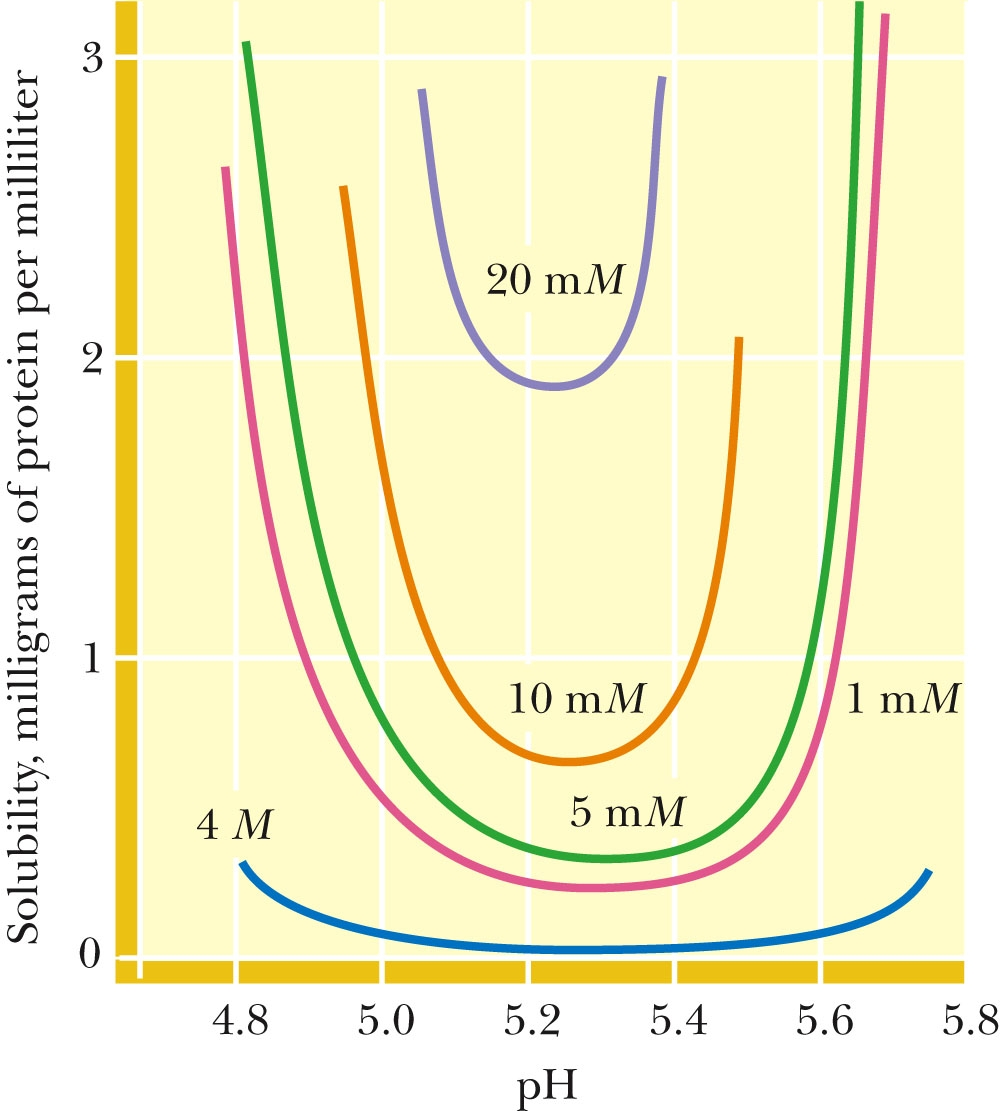 Solubility, milligrams of protein per milliliter
3
2
1
0
20 mM
10 mM
1 mM
5 mM
4 M
4.8 5.0 5.2 5.4 5.6 5.8
pH